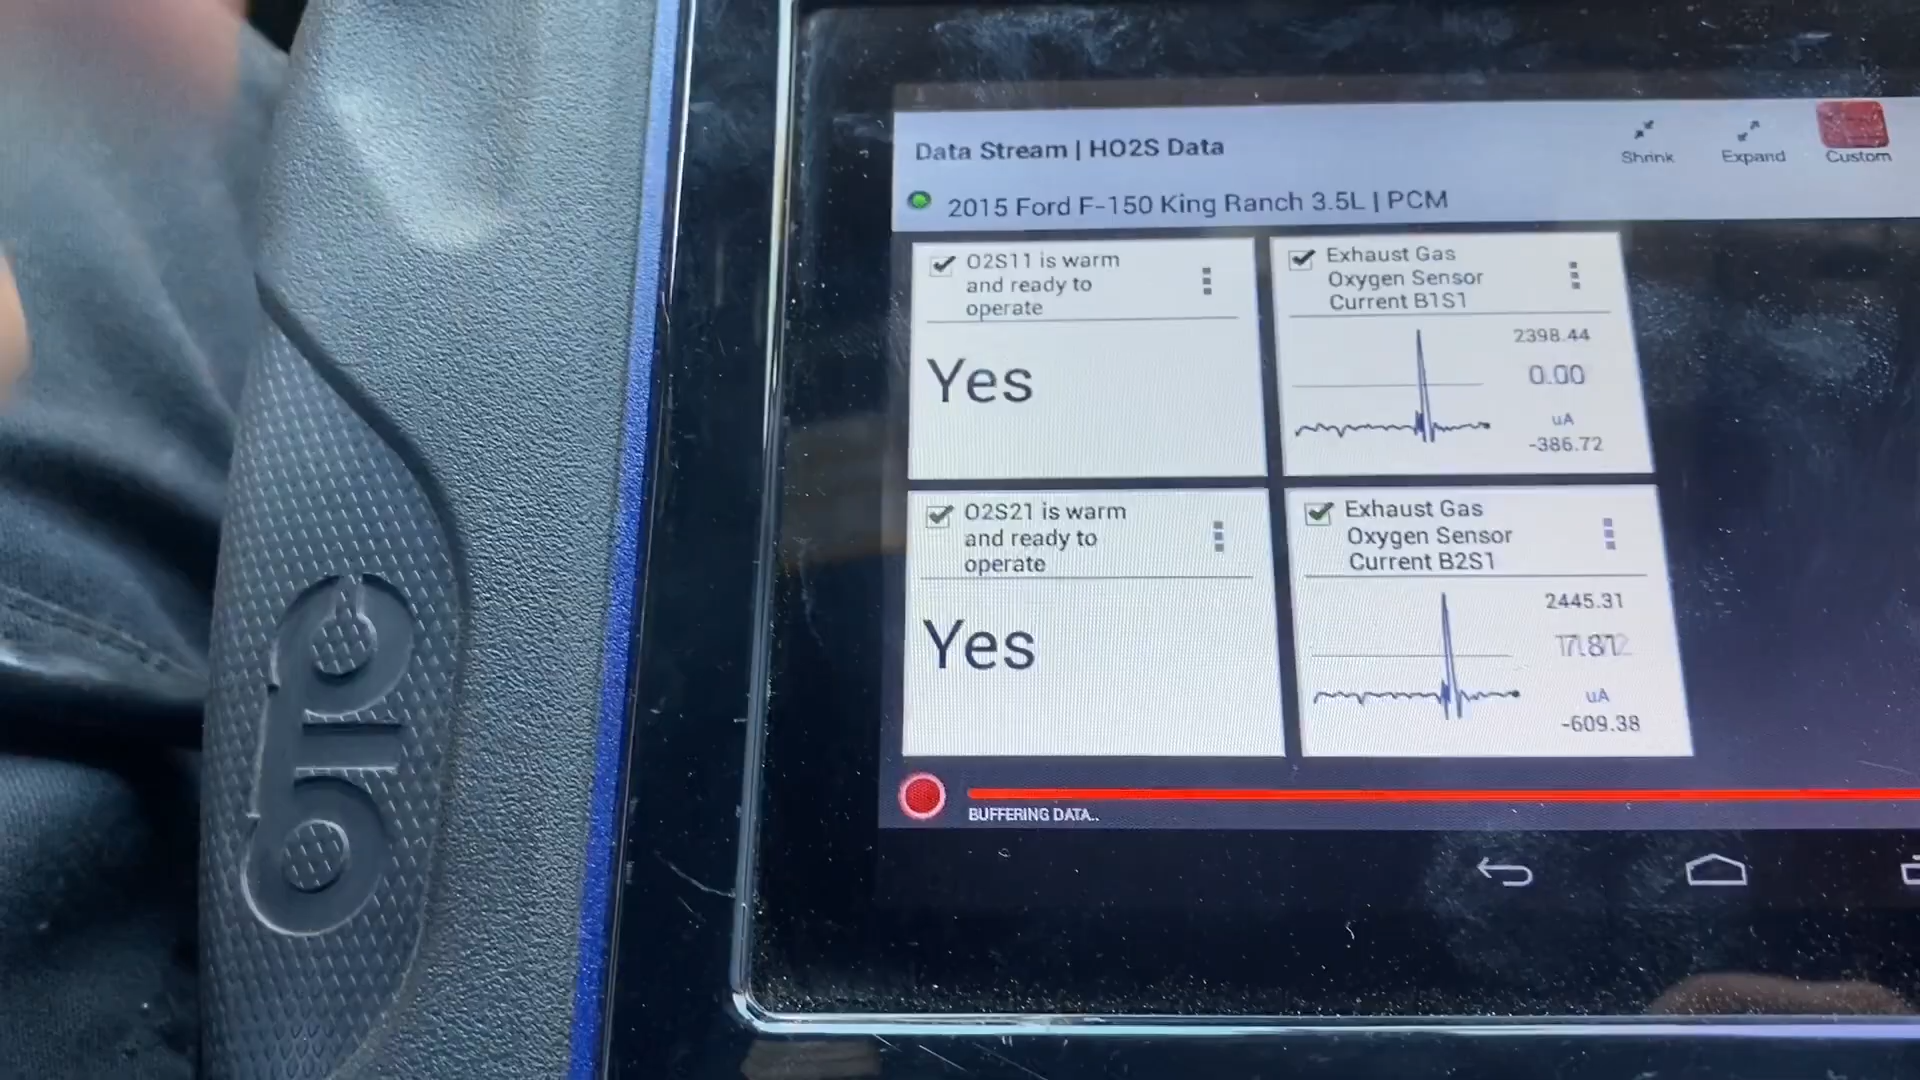 Data Stream | HO2S Data
Shrink
Expand
Custom
2015 Ford F-150 King Ranch 3.5L | PCM
O2S11 is warm
and ready to
operate
Yes
Exhaust Gas
Oxygen Sensor
Current B1S1
2398.44
0.00
uA
-386.72
O2S21 is warm
and ready to
operate
Yes
Exhaust Gas
Oxygen Sensor
Current B2S1
2445.31
uA
-609.38
BUFFERING DATA..